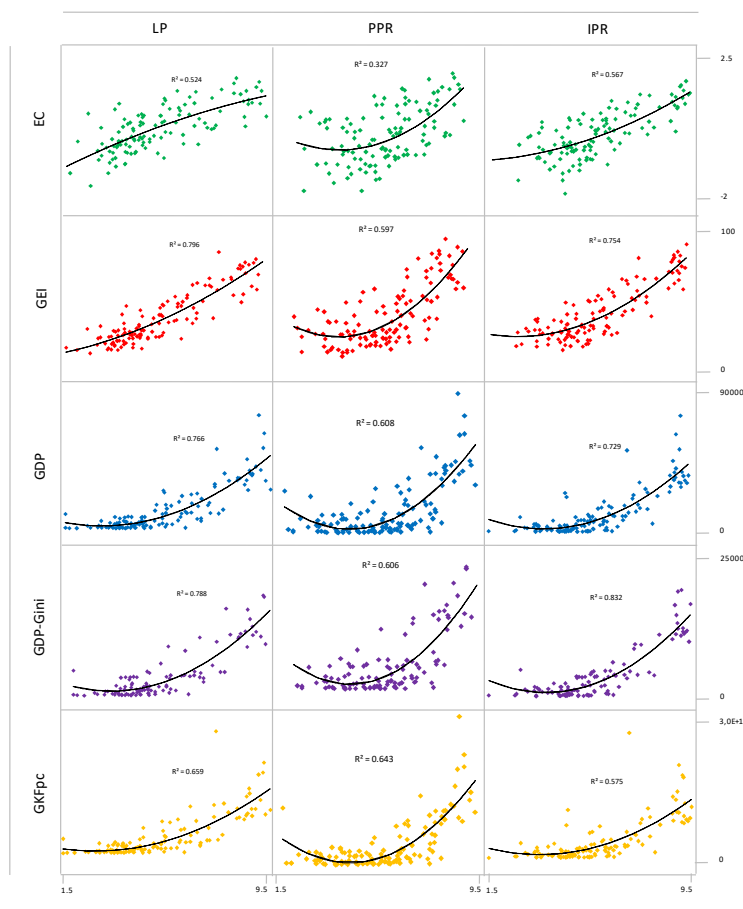 LP PPR IPR
EC R² = 0.524 R² = 0.327 R² = 0.567 2.5
-2
GEI R² = 0.796 R² = 0.597 R² = 0.754 100
0
GDP R² = 0.766 R² = 0.608 R² = 0.729 90000
0
GDP-Gini R² = 0.788 R² = 0.606 R² = 0.832 25000
0
GKFpc R² = 0.659 R² = 0.643 R² = 0.575 3,0E+1
0
1.5 9.5 1.5 9.5 1.5 9.5